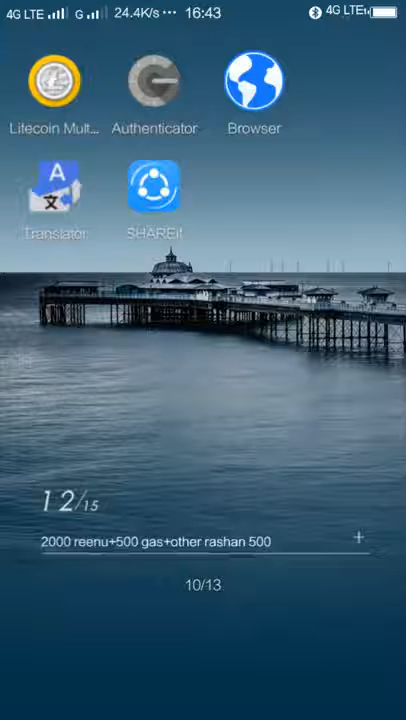 4G LTE G 24.4K/s ··· 16:43 4G LTE
Litecoin Mult... Authenticator Browser
A
文
Translator SHAREit
12/15
2000 reenu+500 gas+other rashan 500 +
10/13